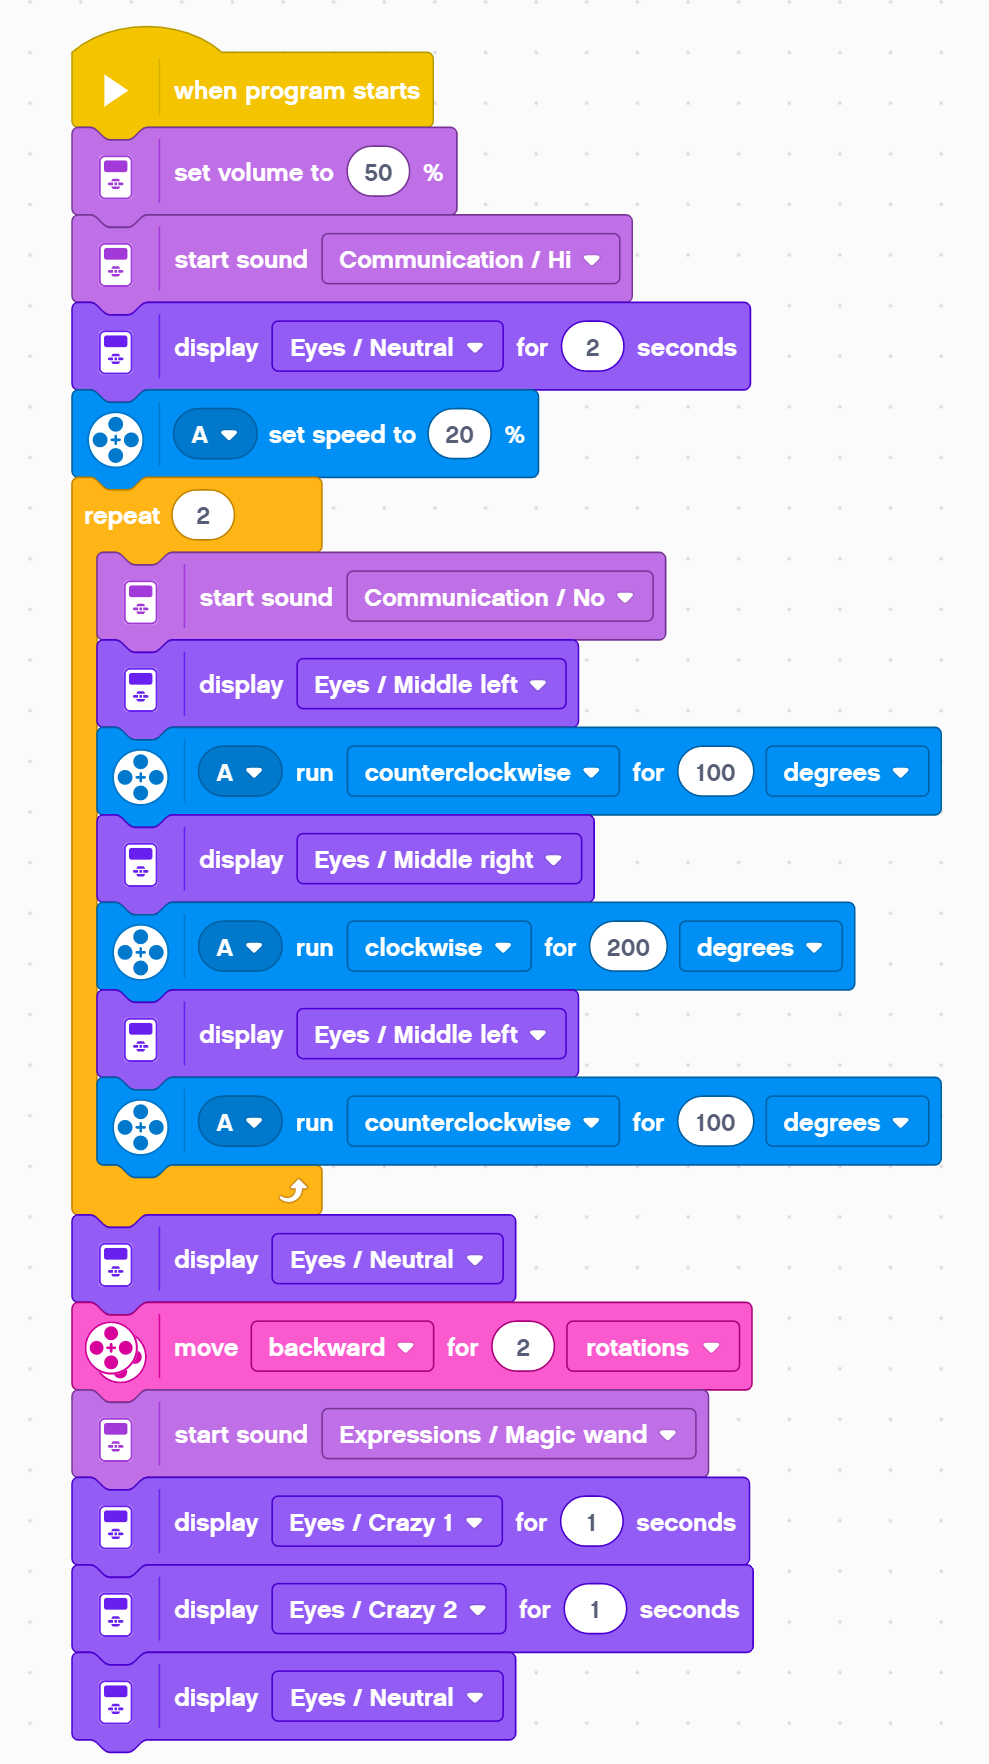 when program starts
set volume to 50 %
start sound Communication / Hi
display Eyes / Neutral for 2 seconds
A set speed to 20 %
repeat 2
start sound Communication / No
display Eyes / Middle left
A run counterclockwise for 100 degrees
display Eyes / Middle right
A run clockwise for 200 degrees
display Eyes / Middle left
A run counterclockwise for 100 degrees
display Eyes / Neutral
move backward for 2 rotations
start sound Expressions / Magic wand
display Eyes / Crazy 1 for 1 seconds
display Eyes / Crazy 2 for 1 seconds
display Eyes / Neutral